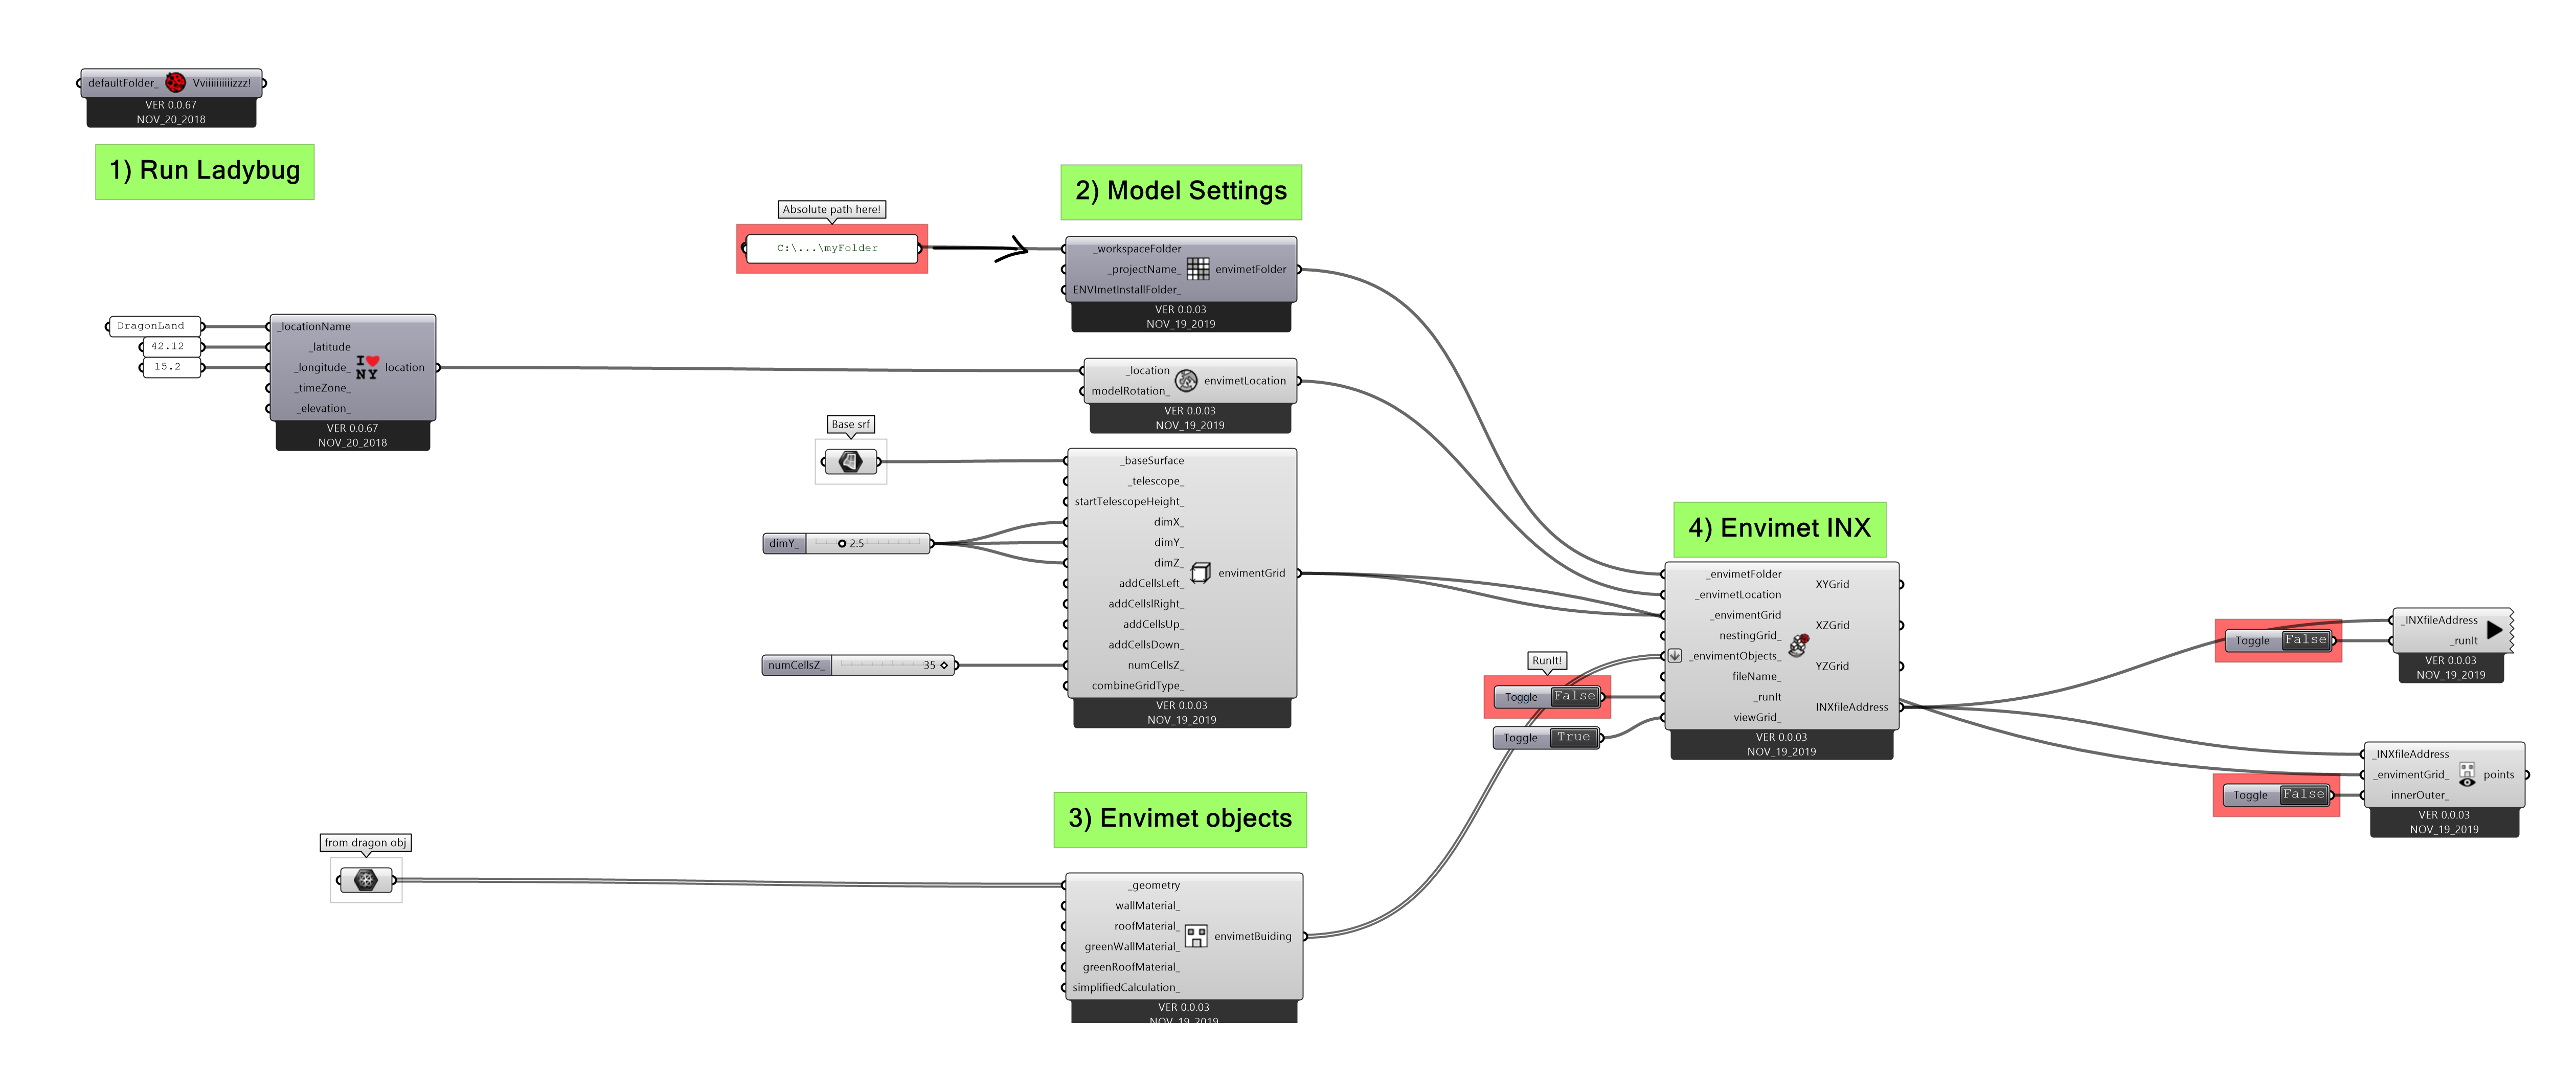 defaultFolder_ Vviiiiiiiiiizzz!
VER 0.0.67
NOV_20_2018
1) Run Ladybug
Absolute path here!
C:\...\myFolder
2) Model Settings
_workspaceFolder
_projectName_
ENVImetInstallFolder_
envimetFolder
VER 0.0.03
NOV_19_2019
DragonLand
42.12
15.2
_locationName
_latitude
_longitude_
_timeZone_
_elevation_
I NY
location
VER 0.0.67
NOV_20_2018
_location
modelRotation_
envimetLocation
VER 0.0.03
NOV_19_2019
Base srf
dimY_ 2.5
numCellsZ_ 35
_baseSurface
_telescope_
startTelescopeHeight_
dimX_
dimY_
dimZ_
addCellsLeft_
addCellslRight_
addCellsUp_
addCellsDown_
numCellsZ_
combineGridType_
envimentGrid
VER 0.0.03
NOV_19_2019
3) Envimet objects
from dragon obj
_geometry
wallMaterial_
roofMaterial_
greenWallMaterial_
greenRoofMaterial_
simplifiedCalculation_
envimetBuiding
VER 0.0.03
NOV_19_2019
4) Envimet INX
RunIt!
Toggle False
Toggle True
_envimetFolder
_envimetLocation
_envimentGrid
nestingGrid_
_envimentObjects_
fileName_
_runIt
viewGrid_
XYGrid
XZGrid
YZGrid
INXfileAddress
VER 0.0.03
NOV_19_2019
Toggle False
_INXfileAddress
_runIt
VER 0.0.03
NOV_19_2019
Toggle False
_INXfileAddress
_envimentGrid_
innerOuter_
points
VER 0.0.03
NOV_19_2019